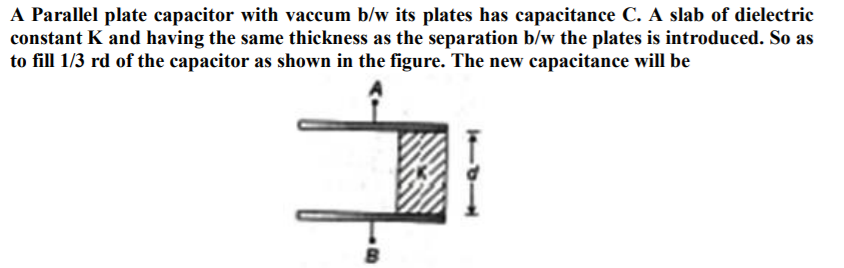 A Parallel plate capacitor with vaccum b/w its plates has capacitance C. A slab of dielectric
constant K and having the same thickness as the separation b/w the plates is introduced. So as
to fill 1/3 rd of the capacitor as shown in the figure. The new capacitance will be
A
K
d
B